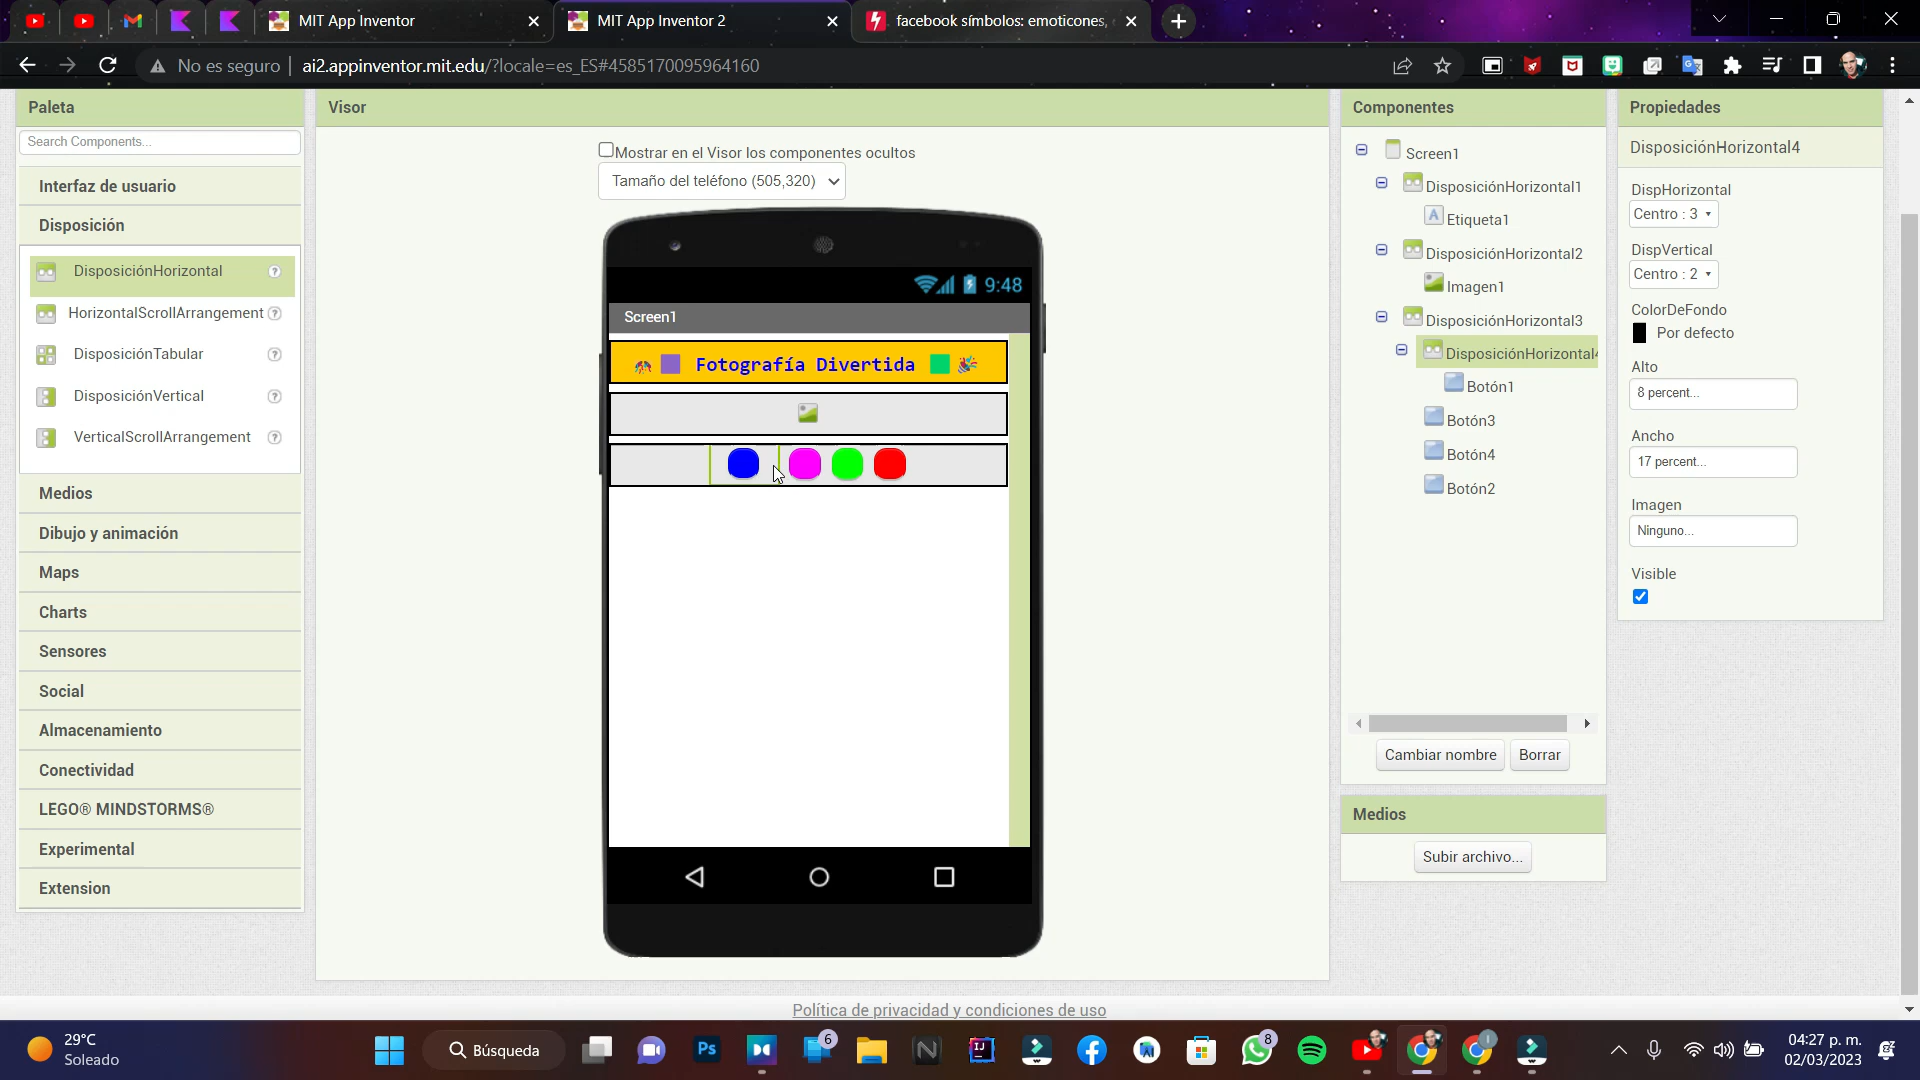 MIT App Inventor
MIT App Inventor 2
facebook símbolos: emoticones,
No es seguro
ai2.appinventor.mit.edu/?locale=es_ES#4585170095964160
Paleta
Search Components...
Interfaz de usuario
Disposición
DisposiciónHorizontal
HorizontalScrollArrangement
DisposiciónTabular
DisposiciónVertical
VerticalScrollArrangement
Medios
Dibujo y animación
Maps
Charts
Sensores
Social
Almacenamiento
Conectividad
LEGO® MINDSTORMS®
Experimental
Extension
Visor
Mostrar en el Visor los componentes ocultos
Tamaño del teléfono (505,320)
9:48
Screen1
Fotografía Divertida
Componentes
Screen1
DisposiciónHorizontal1
Etiqueta1
DisposiciónHorizontal2
Imagen1
DisposiciónHorizontal3
DisposiciónHorizontal4
Botón1
Botón3
Botón4
Botón2
Cambiar nombre
Borrar
Medios
Subir archivo...
Propiedades
DisposiciónHorizontal4
DispHorizontal
Centro : 3
DispVertical
Centro : 2
ColorDeFondo
Por defecto
Alto
8 percent...
Ancho
17 percent...
Imagen
Ninguno...
Visible
Política de privacidad y condiciones de uso
29°C
Soleado
Búsqueda
Ps
6
N
IJ
8
04:27 p. m.
02/03/2023